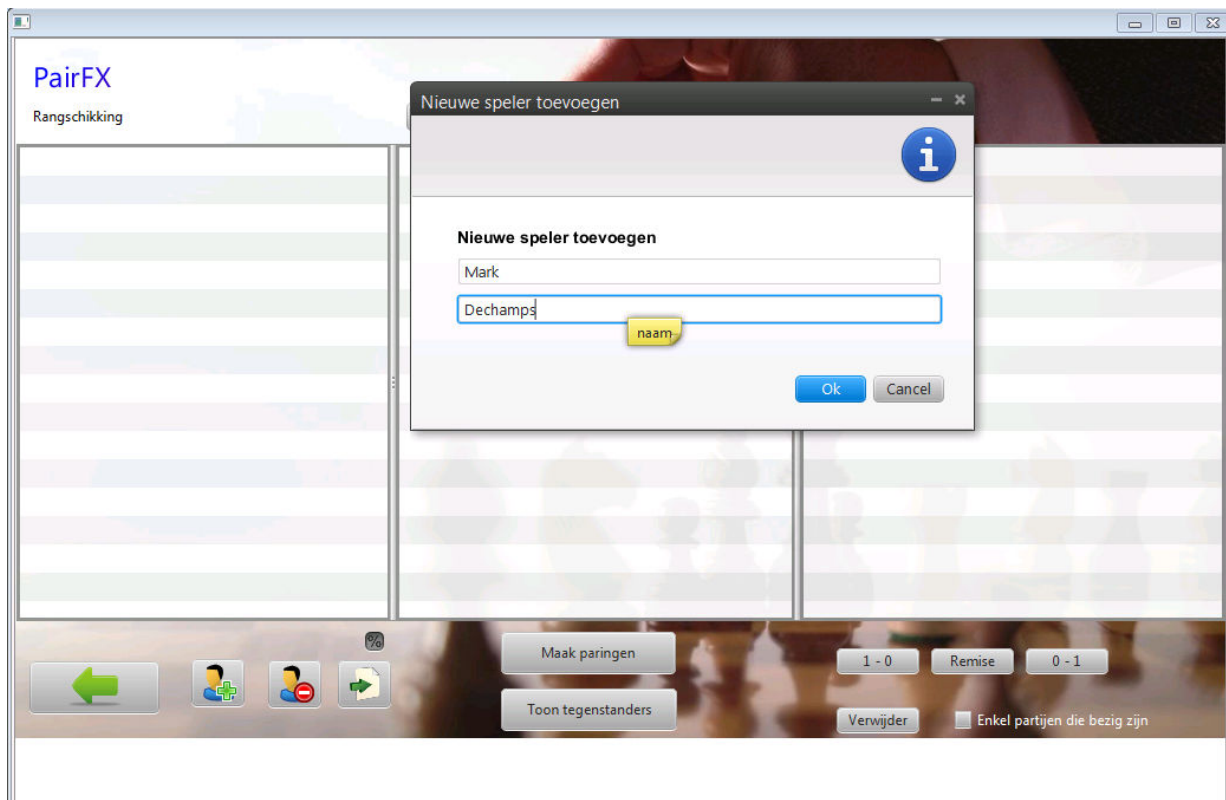 PairFX
Rangschikking
Nieuwe speler toevoegen
Nieuwe speler toevoegen
Mark
Dechamps
naam
Ok
Cancel
%
Maak paringen
1 - 0
Remise
0 - 1
Toon tegenstanders
Verwijder
Enkel partijen die bezig zijn